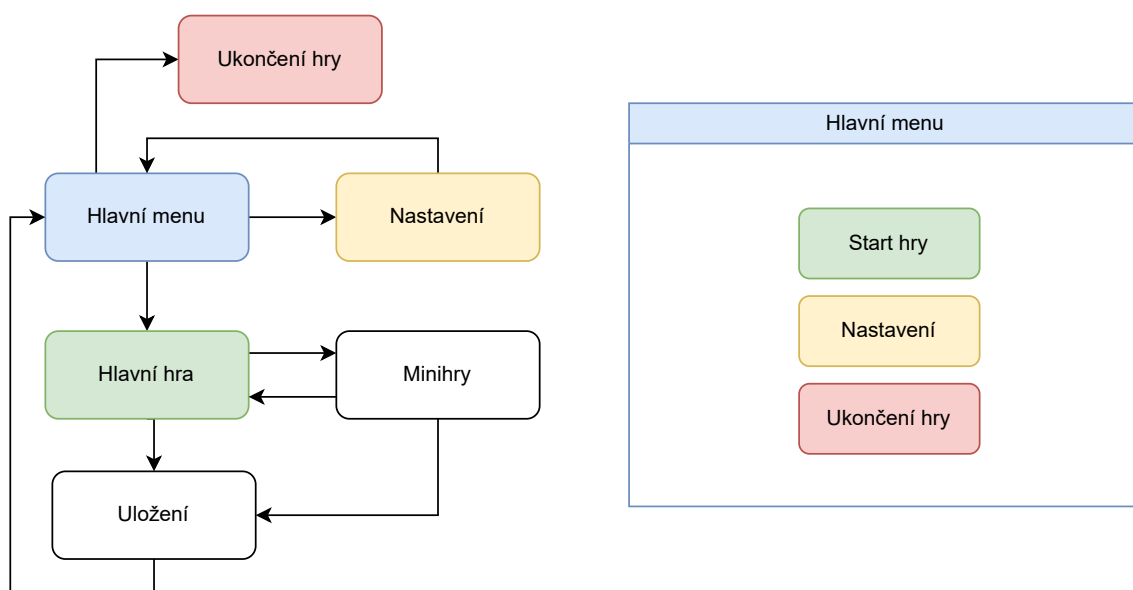 Ukončení hry
Hlavní menu
Nastavení
Hlavní hra
Minihry
Uložení
Hlavní menu
Start hry
Nastavení
Ukončení hry